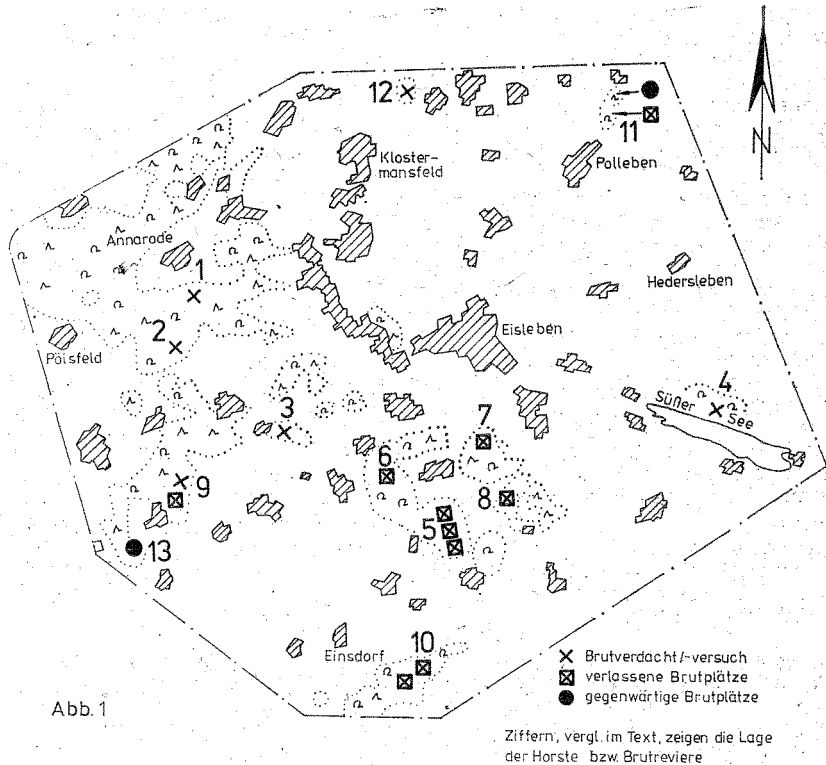 12
11
N
Kloster-
mansfeld
Polleben
Annarode
1
Hedersleben
2
Eisleben
Pölsfeld
4
Süßer See
3
7
6
9
8
5
13
10
Einsdorf
Brutverdacht/-versuch
verlassene Brutplätze
gegenwärtige Brutplätze
Abb. 1
Ziffern, vergl. im Text, zeigen die Lage
der Horste bzw. Brutreviere